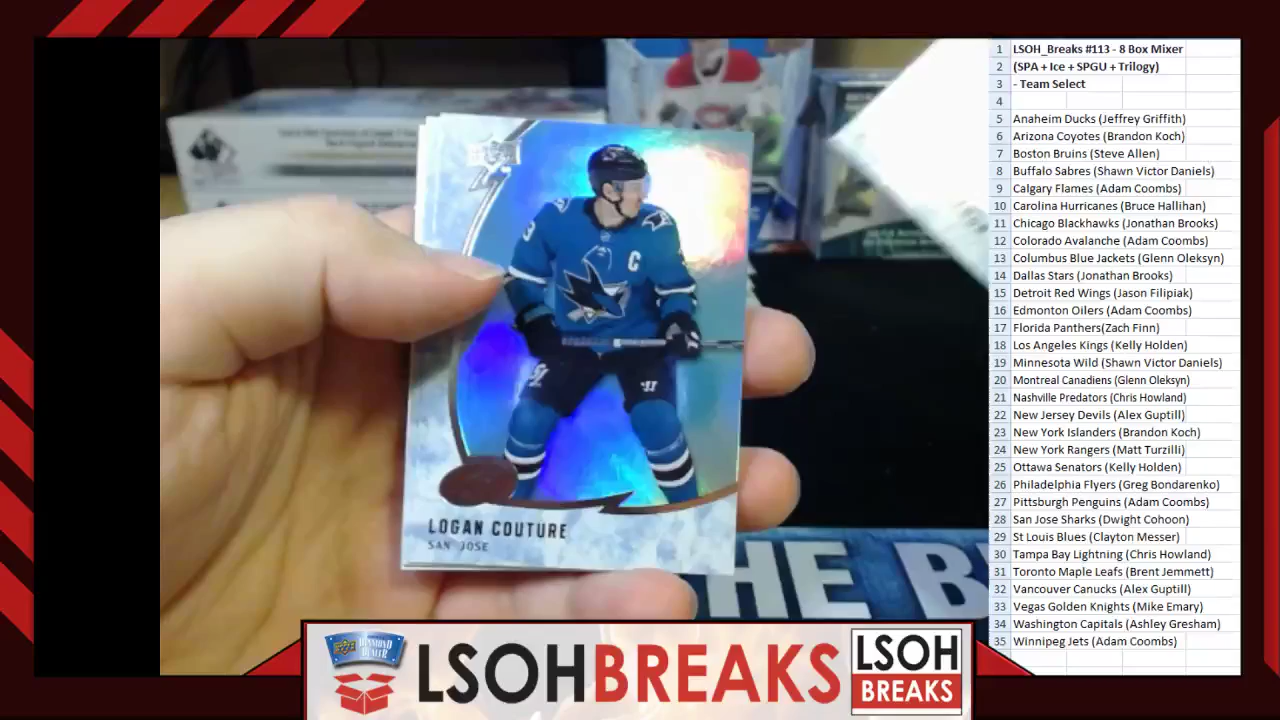 1 LSOH_Breaks #113 - 8 Box Mixer
2 (SPA + Ice + SPGU + Trilogy)
3 - Team Select
4
5 Anaheim Ducks (Jeffrey Griffith)
6 Arizona Coyotes (Brandon Koch)
7 Boston Bruins (Steve Allen)
8 Buffalo Sabres (Shawn Victor Daniels)
9 Calgary Flames (Adam Coombs)
10 Carolina Hurricanes (Bruce Hallihan)
11 Chicago Blackhawks (Jonathan Brooks)
12 Colorado Avalanche (Adam Coombs)
13 Columbus Blue Jackets (Glenn Oleksyn)
14 Dallas Stars (Jonathan Brooks)
15 Detroit Red Wings (Jason Filipiak)
16 Edmonton Oilers (Adam Coombs)
17 Florida Panthers(Zach Finn)
18 Los Angeles Kings (Kelly Holden)
19 Minnesota Wild (Shawn Victor Daniels)
20 Montreal Canadiens (Glenn Oleksyn)
21 Nashville Predators (Chris Howland)
22 New Jersey Devils (Alex Guptill)
23 New York Islanders (Brandon Koch)
24 New York Rangers (Matt Turzilli)
25 Ottawa Senators (Kelly Holden)
26 Philadelphia Flyers (Greg Bondarenko)
27 Pittsburgh Penguins (Adam Coombs)
28 San Jose Sharks (Dwight Cohoon)
29 St Louis Blues (Clayton Messer)
30 Tampa Bay Lightning (Chris Howland)
31 Toronto Maple Leafs (Brent Jemmett)
32 Vancouver Canucks (Alex Guptill)
33 Vegas Golden Knights (Mike Emary)
34 Washington Capitals (Ashley Gresham)
35 Winnipeg Jets (Adam Coombs)
C
3
LOGAN COUTURE
SAN JOSE
HE B
DIAMOND
DEALER
LSOHBREAKS
LSOH
BREAKS